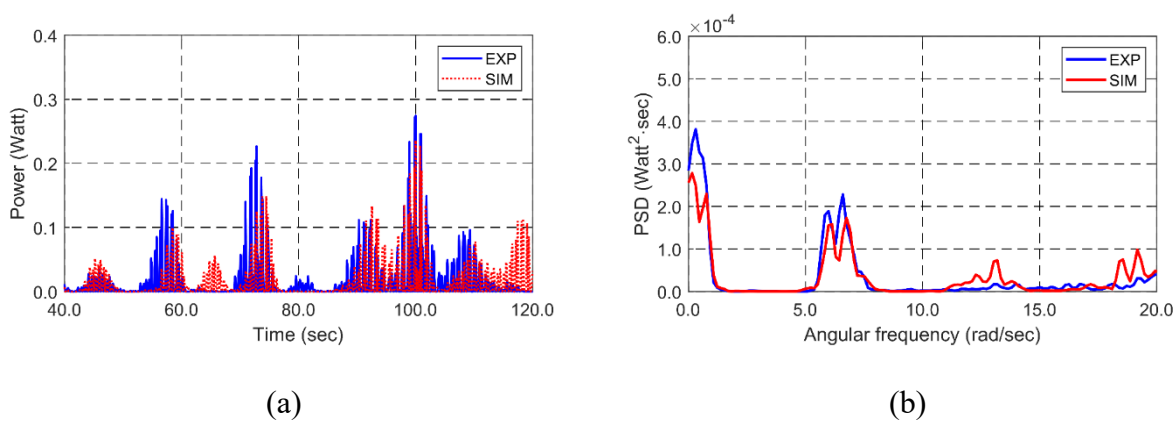 0.4
0.3
0.2
0.1
0.0
Power (Watt)
40.0 60.0 80.0 100.0 120.0
Time (sec)
EXP
SIM
(a)
×10⁻⁴
6.0
5.0
4.0
3.0
2.0
1.0
0.0
PSD (Watt²·sec)
0.0 5.0 10.0 15.0 20.0
Angular frequency (rad/sec)
EXP
SIM
(b)